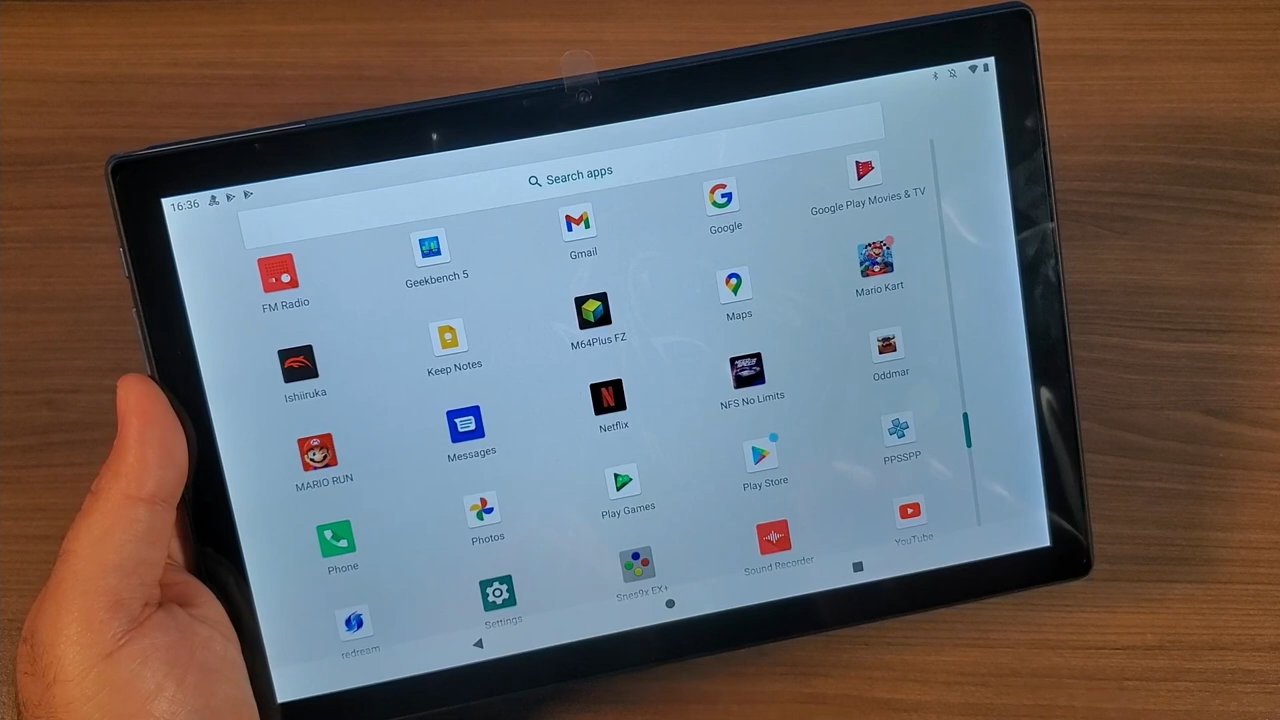 16:36
Search apps
FM Radio
Geekbench 5
Gmail
Google
Google Play Movies & TV
Ishiiruka
Keep Notes
M64Plus FZ
Maps
Mario Kart
MARIO RUN
Messages
Netflix
NFS No Limits
Oddmar
Phone
Photos
Play Games
Play Store
PPSSPP
redream
Settings
Snes9x EX+
Sound Recorder
YouTube